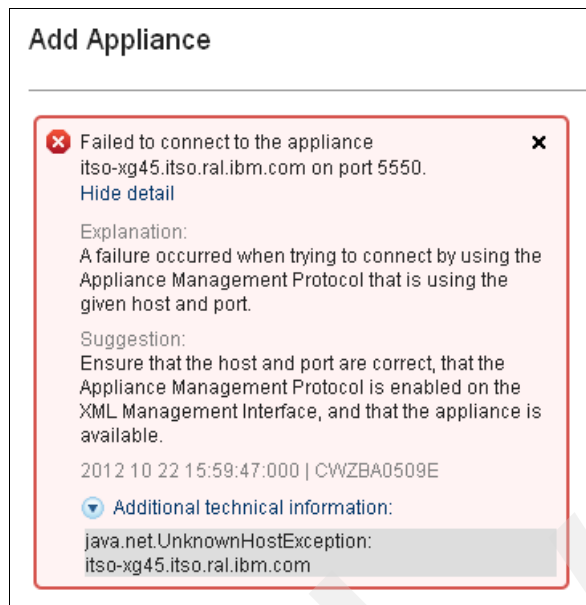 Add Appliance
Failed to connect to the appliance
itso-xg45.itso.ral.ibm.com on port 5550.
Hide detail
Explanation:
A failure occurred when trying to connect by using the
Appliance Management Protocol that is using the
given host and port.
Suggestion:
Ensure that the host and port are correct, that the
Appliance Management Protocol is enabled on the
XML Management Interface, and that the appliance is
available.
2012 10 22 15:59:47:000 | CWZBA0509E
Additional technical information:
java.net.UnknownHostException:
itso-xg45.itso.ral.ibm.com